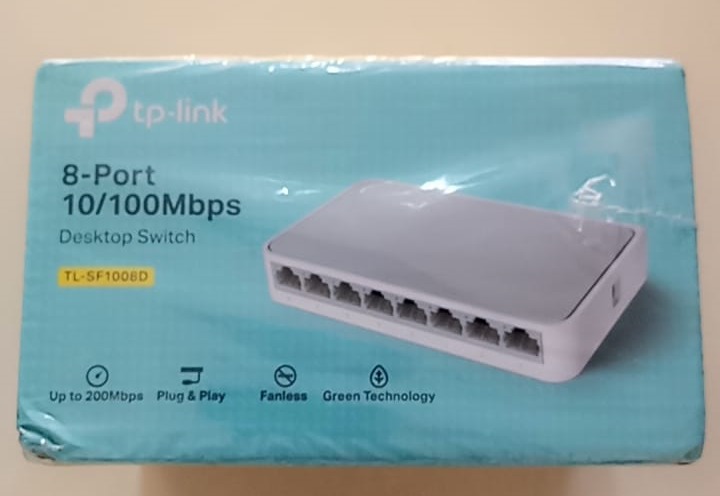 tp-link
8-Port
10/100Mbps
Desktop Switch
TL-SF1008D
Up to 200Mbps Plug & Play Fanless Green Technology